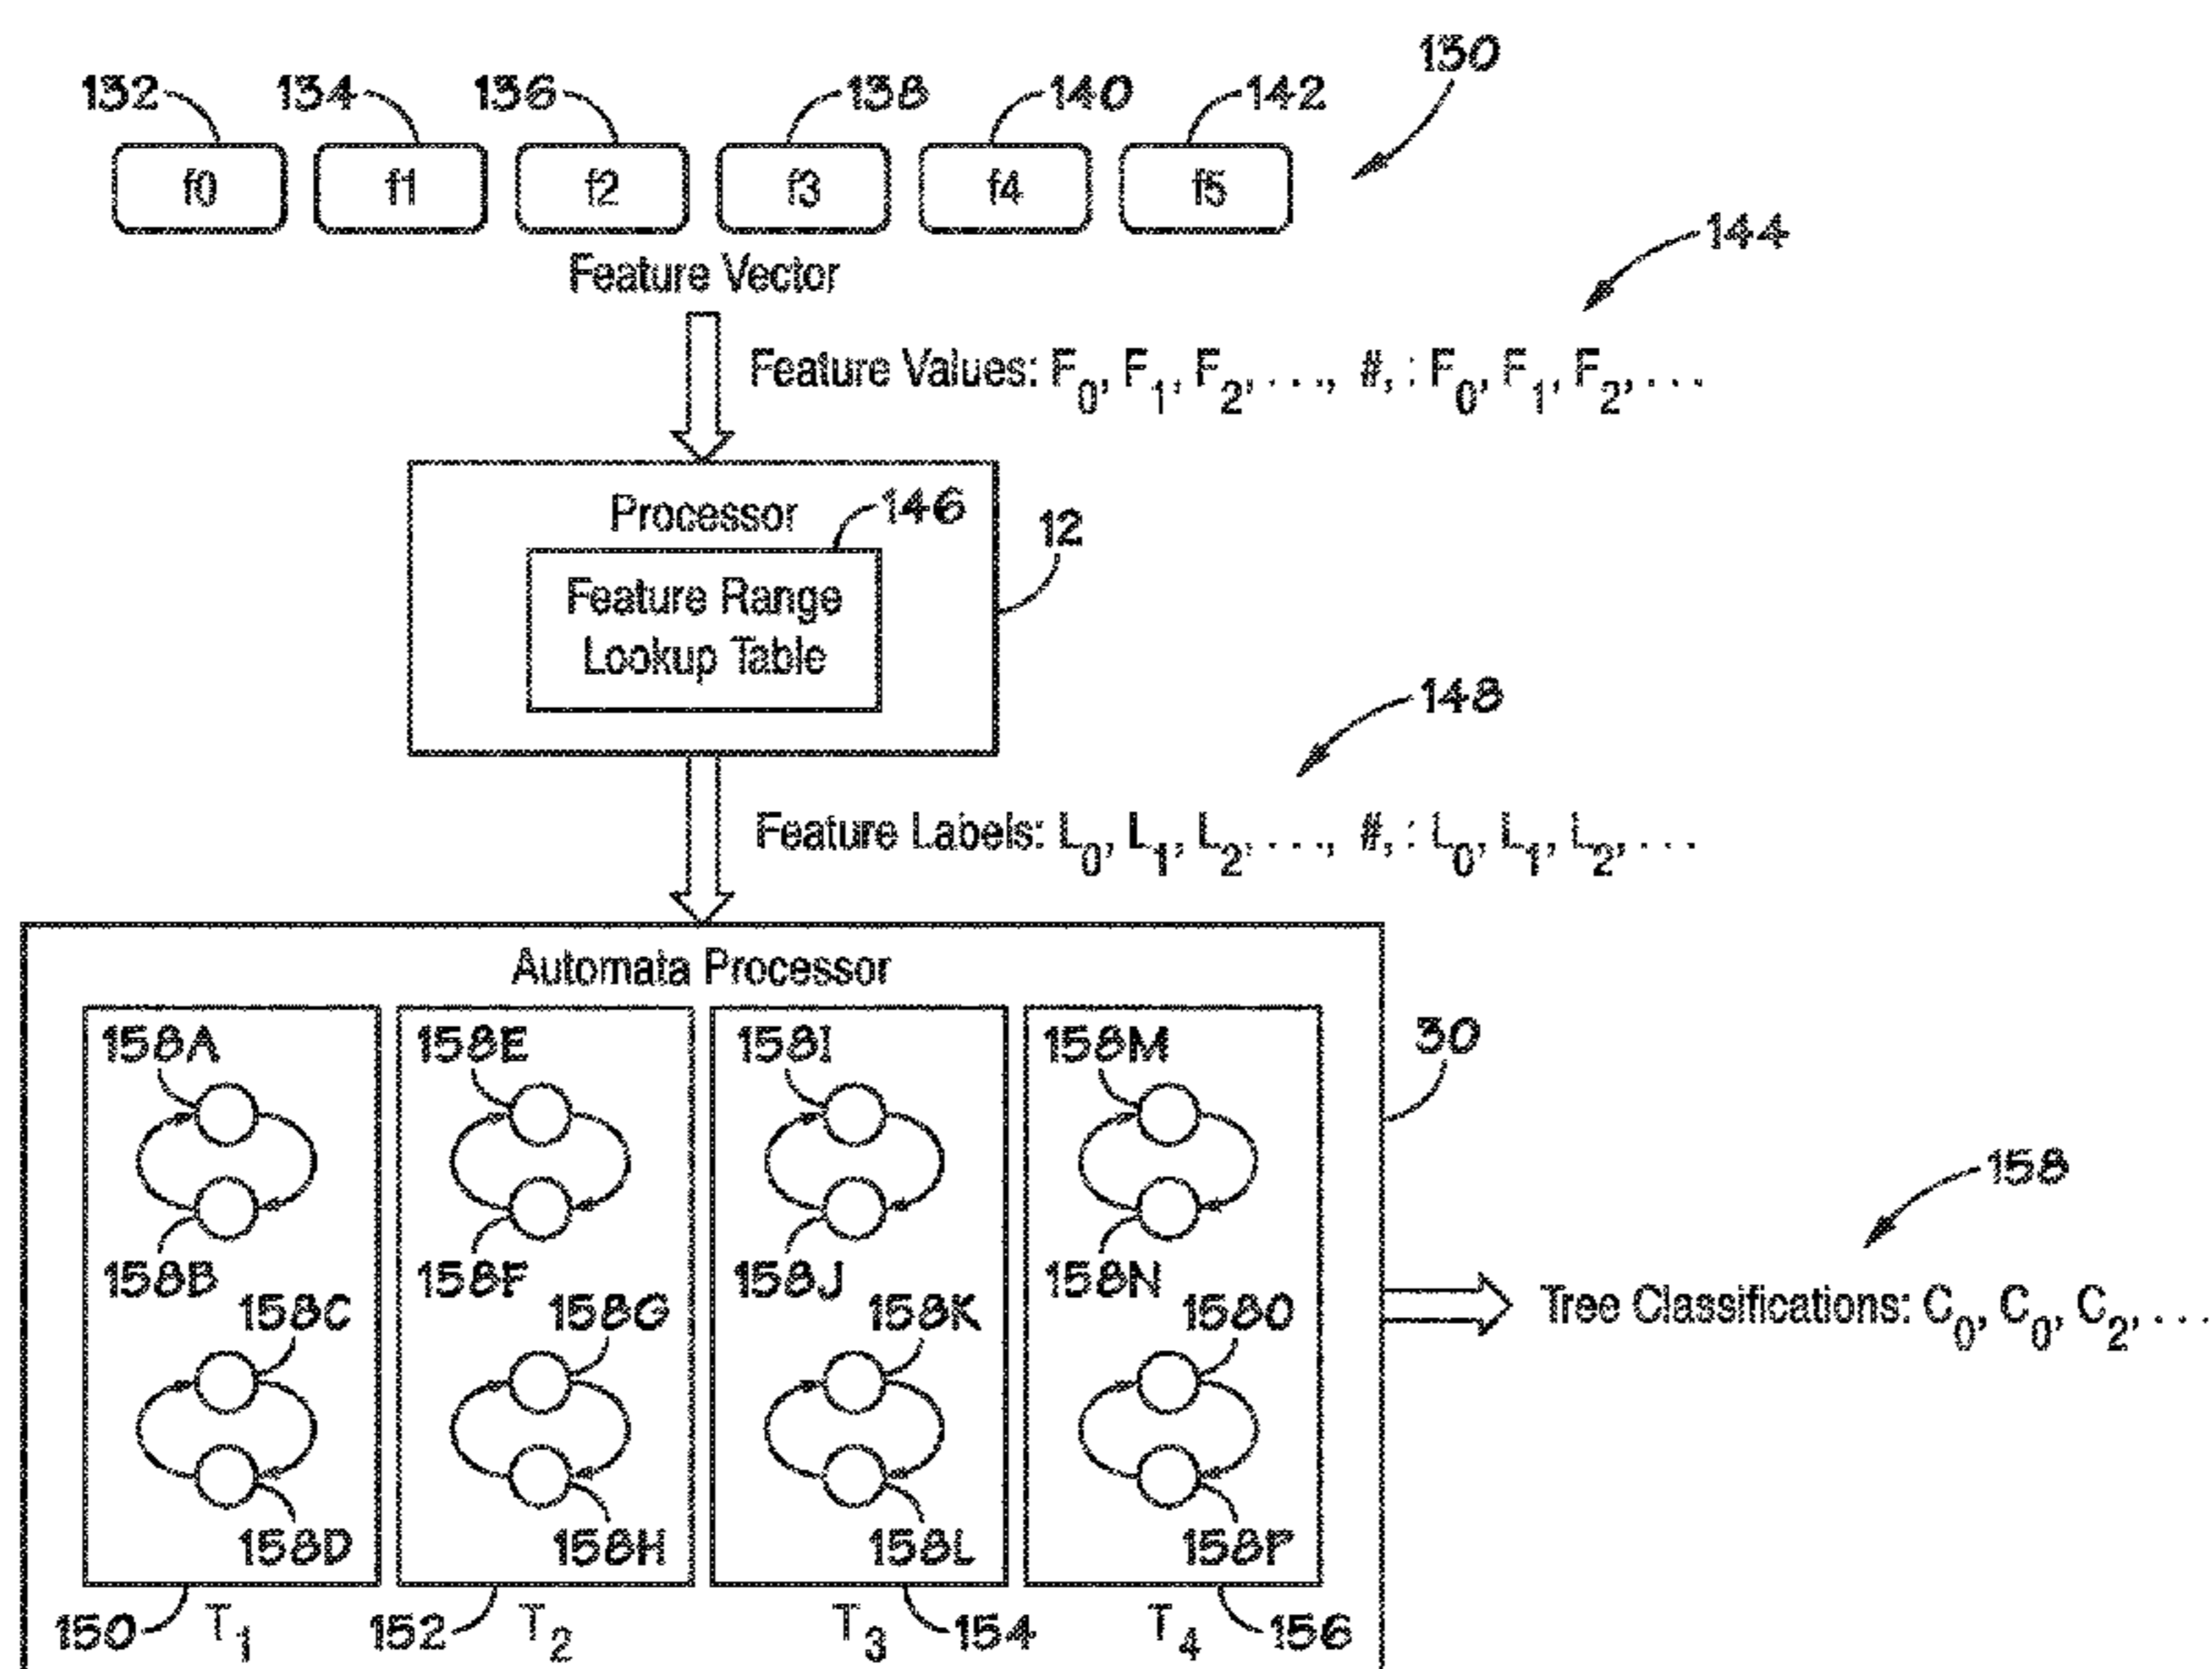 130
132 134 136 138 140 142
f0 f1 f2 f3 f4 f5
144
Feature Vector
Feature Values: F0, F1, F2, . . ., #, : F0, F1, F2, . . .
Processor
146
12
Feature Range
Lookup Table
148
Feature Labels: L0, L1, L2, . . ., #, : L0, L1, L2, . . .
Automata Processor
30
158A 158E 158I 158M
158
158B 158F 158J 158N
158C 158G 158K 158O
Tree Classifications: C0, C0, C2, . . .
158D 158H 158L 158P
150 T1 152 T2 T3 154 T4 156